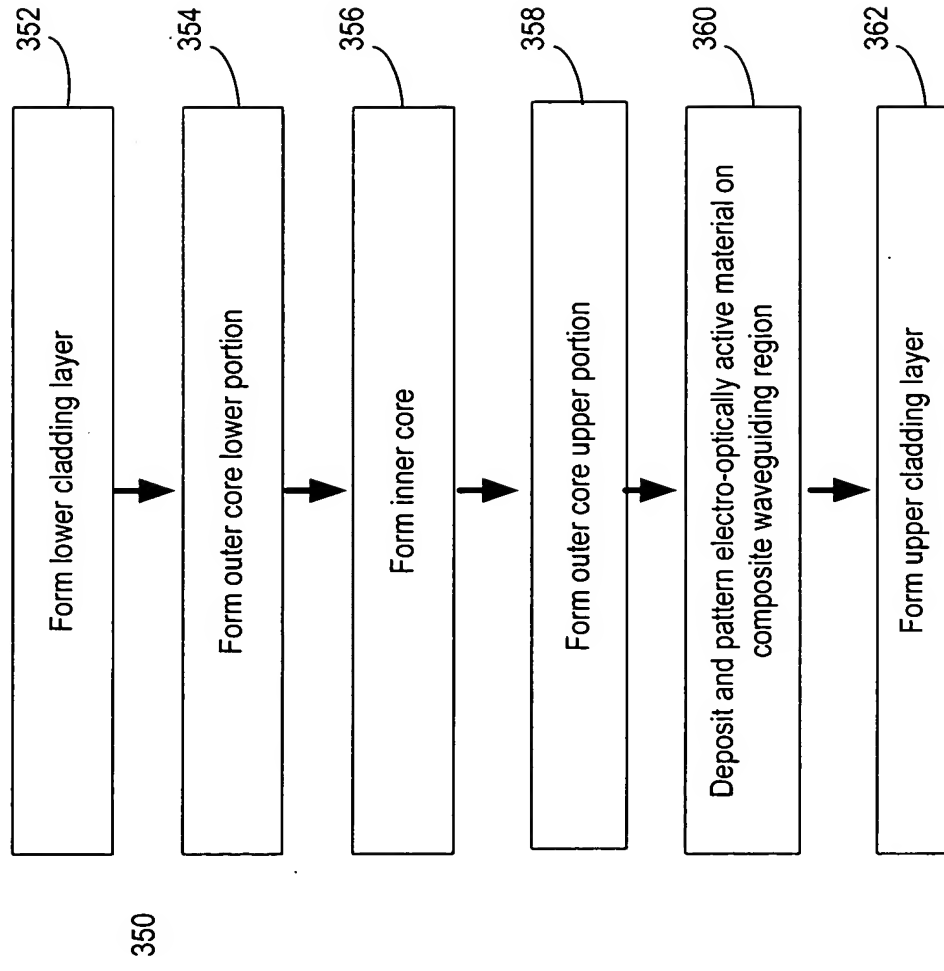 350
Form lower cladding layer
352
Form outer core lower portion
354
Form inner core
356
Form outer core upper portion
358
Deposit and pattern electro-optically active material on
composite waveguiding region
360
Form upper cladding layer
362